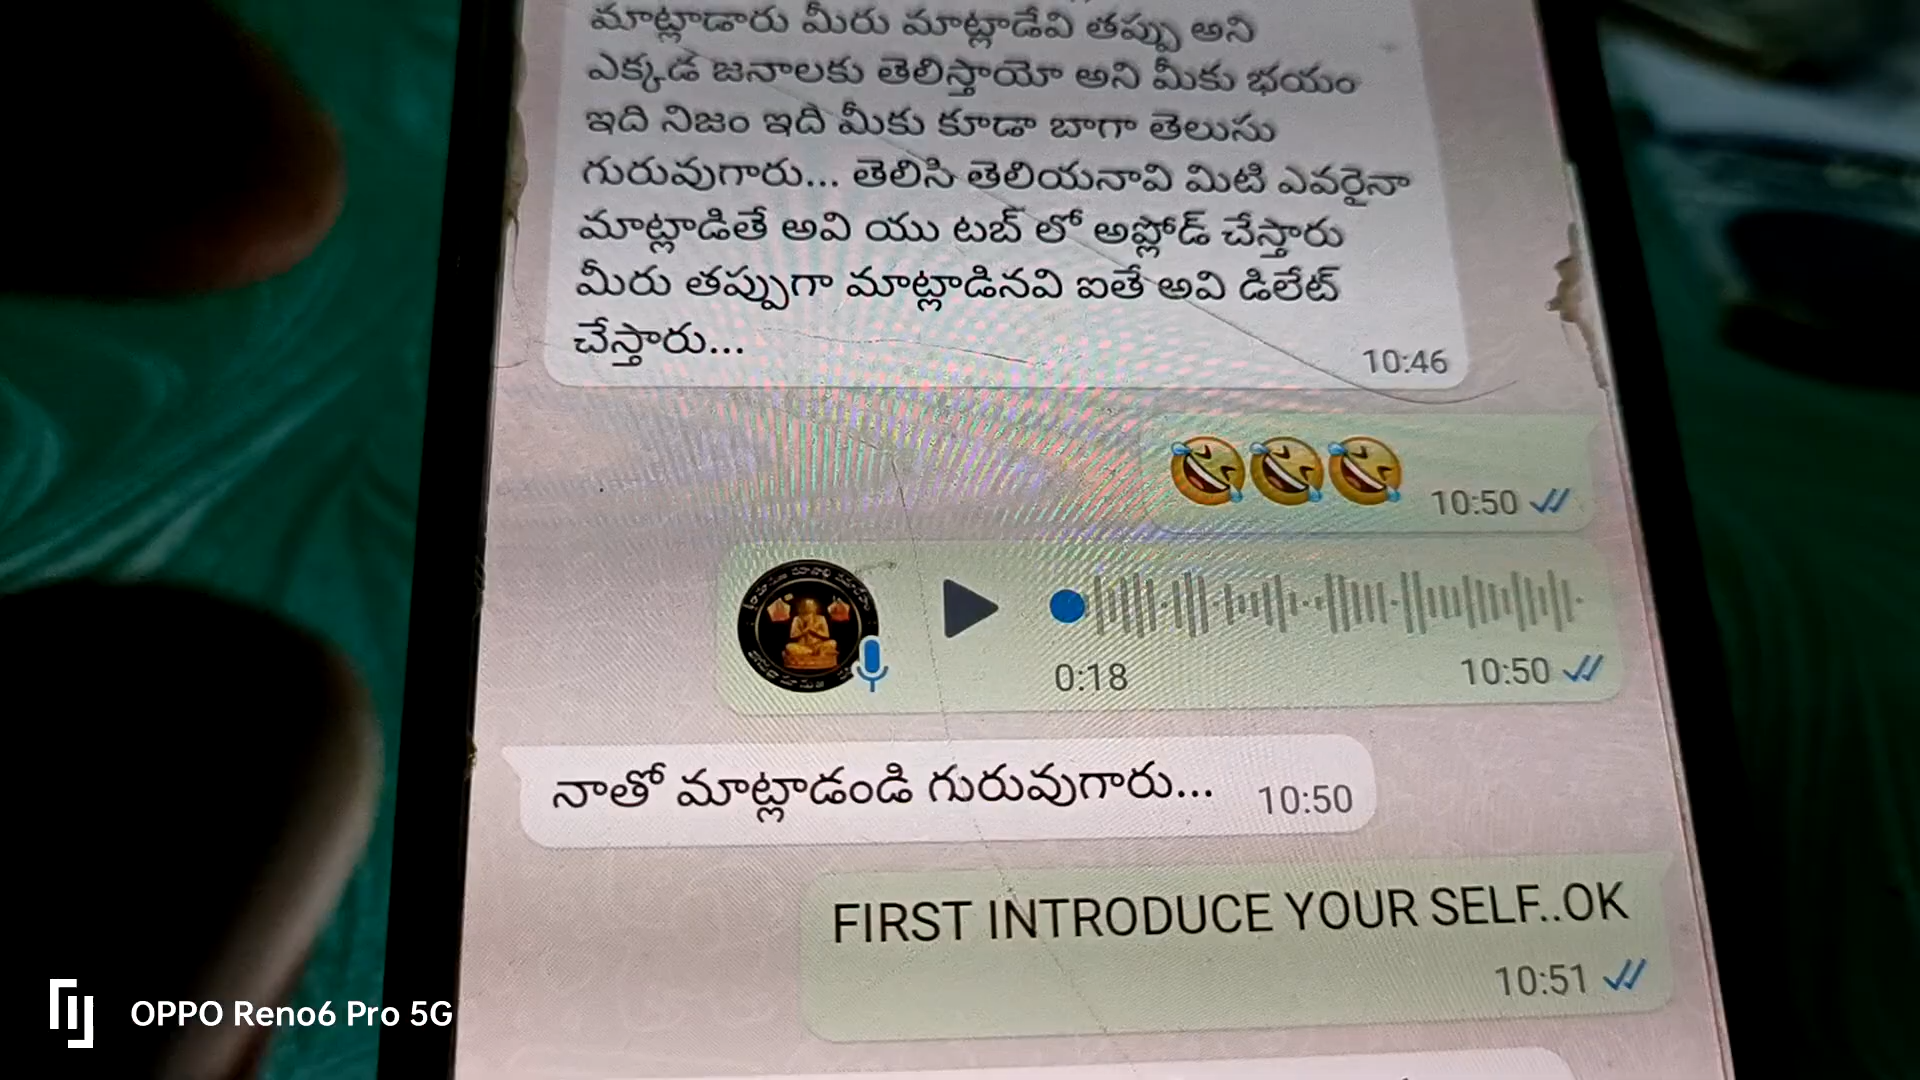 మాట్లాడారు మీరు మాట్లాడేవి తప్పు అని
ఎక్కడ జనాలకు తెలిస్తాయో అని మీకు భయం
ఇది నిజం ఇది మీకు కూడా బాగా తెలుసు
గురువుగారు... తెలిసి తెలియనావి మిటి ఎవరైనా
మాట్లాడితే అవి యు టబ్ లో అప్లోడ్ చేస్తారు
మీరు తప్పుగా మాట్లాడినవి ఐతే అవి డిలేట్
చేస్తారు...
10:46
10:50
0:18
10:50
నాతో మాట్లాడండి గురువుగారు...
10:50
FIRST INTRODUCE YOUR SELF..OK
10:51
OPPO Reno6 Pro 5G